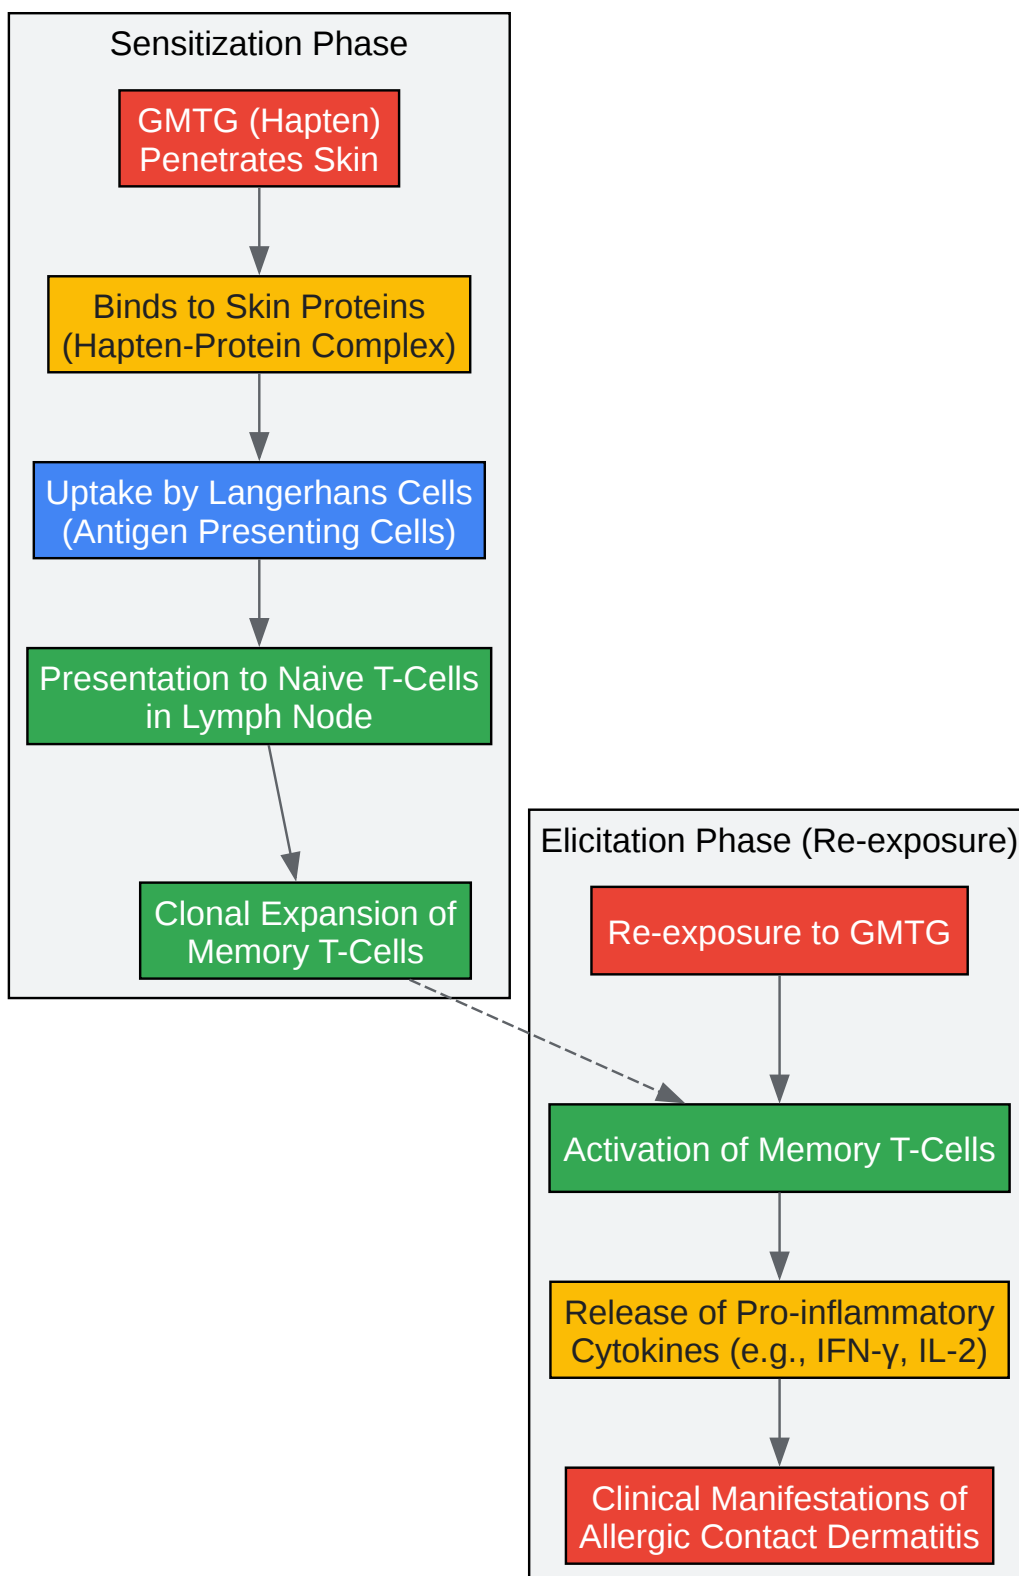 Sensitization Phase
GMTG (Hapten)
Penetrates Skin
Binds to Skin Proteins
(Hapten-Protein Complex)
Uptake by Langerhans Cells
(Antigen Presenting Cells)
Presentation to Naive T-Cells
in Lymph Node
Clonal Expansion of
Memory T-Cells
Elicitation Phase (Re-exposure)
Re-exposure to GMTG
Activation of Memory T-Cells
Release of Pro-inflammatory
Cytokines (e.g., IFN-γ, IL-2)
Clinical Manifestations of
Allergic Contact Dermatitis